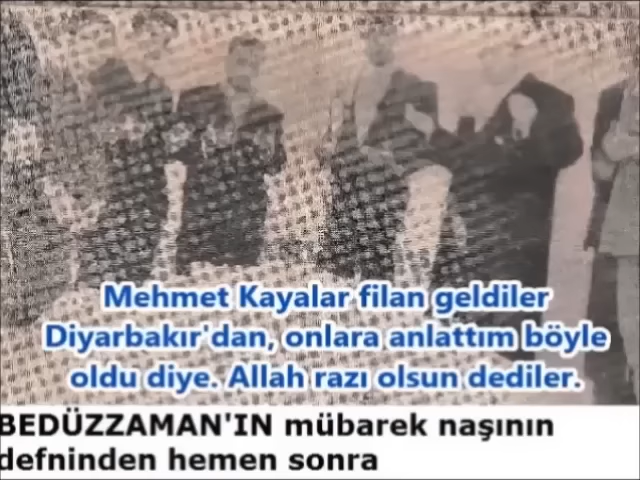 Mehmet Kayalar filan geldiler
Diyarbakır'dan, onlara anlattım böyle
oldu diye. Allah razı olsun dediler.
BEDÜZZAMAN'IN mübarek naşının
defninden hemen sonra